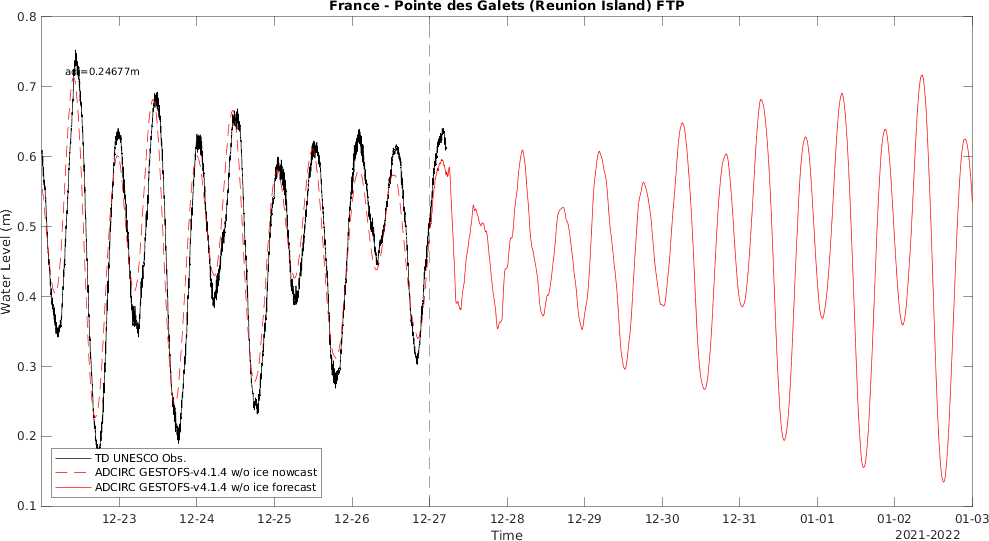 France - Pointe des Galets (Reunion Island) FTP
0.8
0.7
0.6
0.5
0.4
0.3
0.2
0.1
Water Level (m)
=0.24677m
TD UNESCO Obs.
ADCIRC GESTOFS-v4.1.4 w/o ice nowcast
ADCIRC GESTOFS-v4.1.4 w/o ice forecast
12-23 12-24 12-25 12-26 12-27 12-28 12-29 12-30 12-31 01-01 01-02 01-03
Time
2021-2022